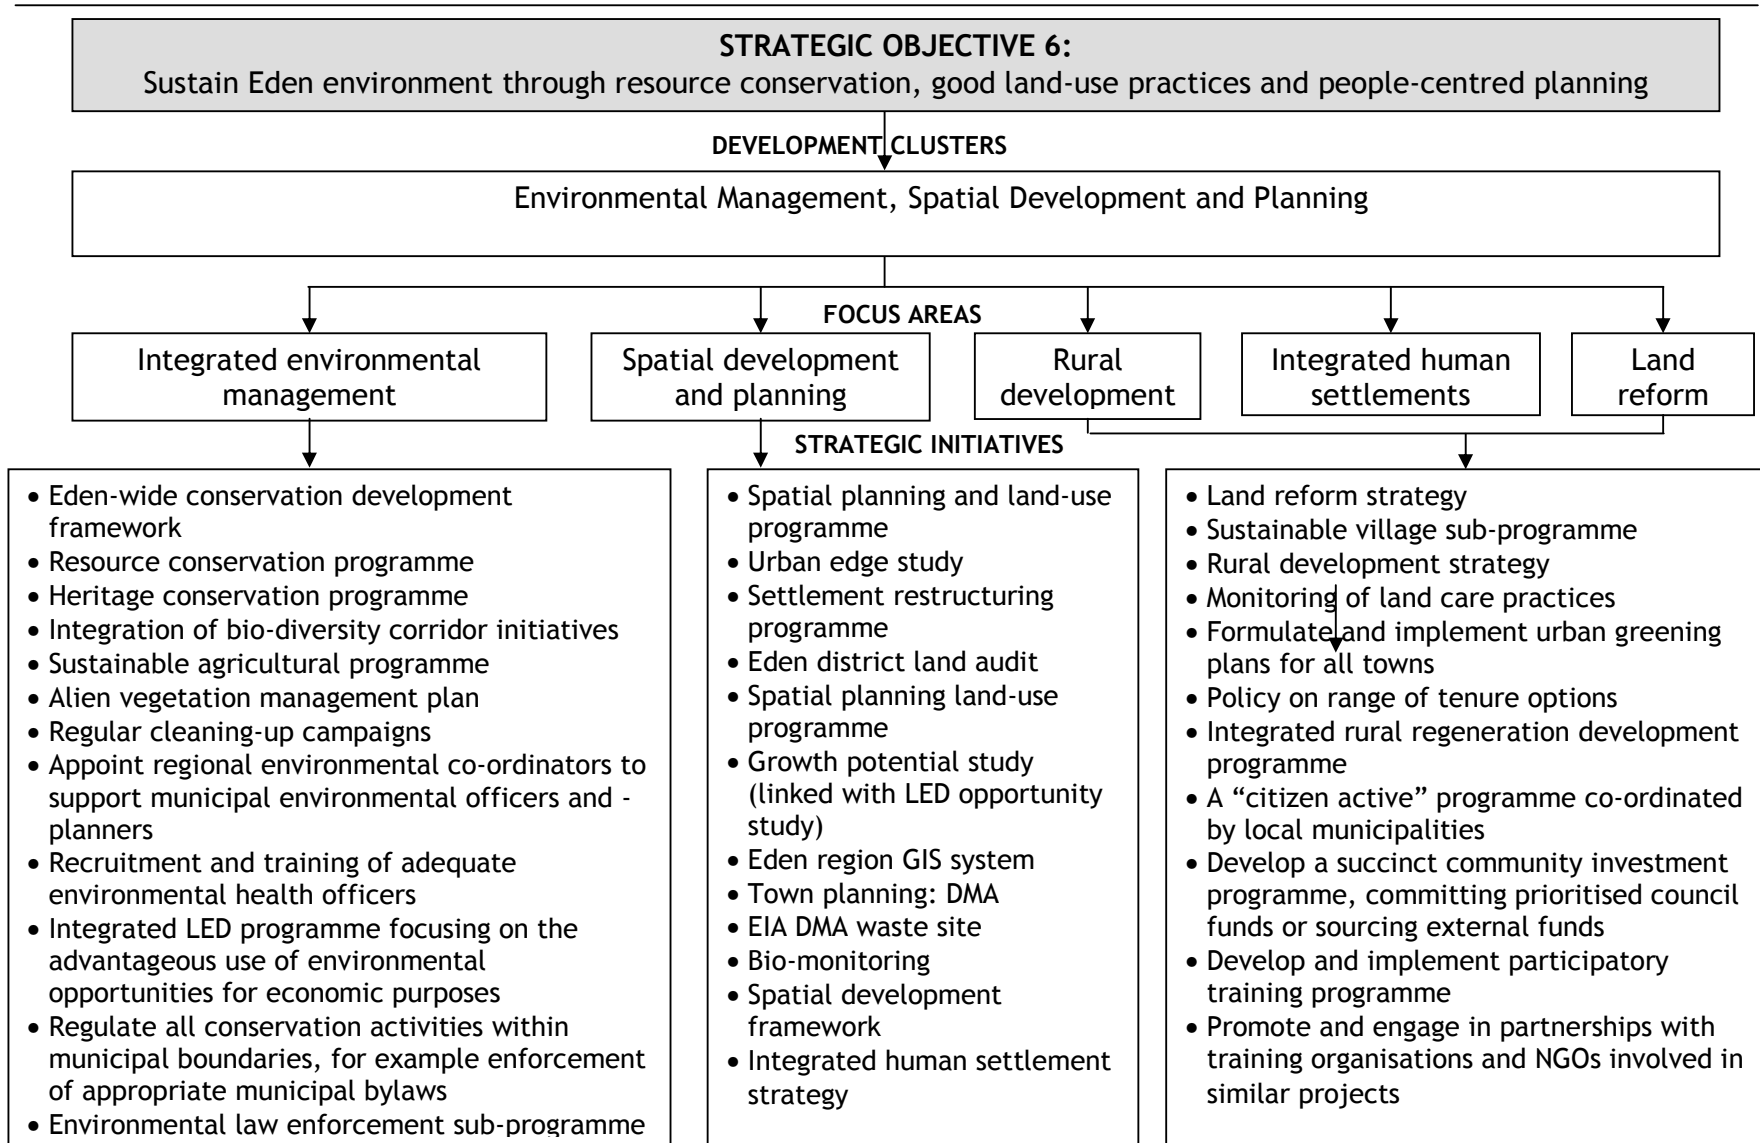 STRATEGIC OBJECTIVE 6:
Sustain Eden environment through resource conservation, good land-use practices and people-centred planning
DEVELOPMENT CLUSTERS
Environmental Management, Spatial Development and Planning
FOCUS AREAS
Integrated environmental
management
Spatial development
and planning
Rural
development
Integrated human
settlements
Land
reform
STRATEGIC INITIATIVES
• Eden-wide conservation development
framework
• Resource conservation programme
• Heritage conservation programme
• Integration of bio-diversity corridor initiatives
• Sustainable agricultural programme
• Alien vegetation management plan
• Regular cleaning-up campaigns
• Appoint regional environmental co-ordinators to
support municipal environmental officers and -
planners
• Recruitment and training of adequate
environmental health officers
• Integrated LED programme focusing on the
advantageous use of environmental
opportunities for economic purposes
• Regulate all conservation activities within
municipal boundaries, for example enforcement
of appropriate municipal bylaws
• Environmental law enforcement sub-programme
• Spatial planning and land-use
programme
• Urban edge study
• Settlement restructuring
programme
• Eden district land audit
• Spatial planning land-use
programme
• Growth potential study
(linked with LED opportunity
study)
• Eden region GIS system
• Town planning: DMA
• EIA DMA waste site
• Bio-monitoring
• Spatial development
framework
• Integrated human settlement
strategy
• Land reform strategy
• Sustainable village sub-programme
• Rural development strategy
• Monitoring of land care practices
• Formulate and implement urban greening
plans for all towns
• Policy on range of tenure options
• Integrated rural regeneration development
programme
• A “citizen active” programme co-ordinated
by local municipalities
• Develop a succinct community investment
programme, committing prioritised council
funds or sourcing external funds
• Develop and implement participatory
training programme
• Promote and engage in partnerships with
training organisations and NGOs involved in
similar projects